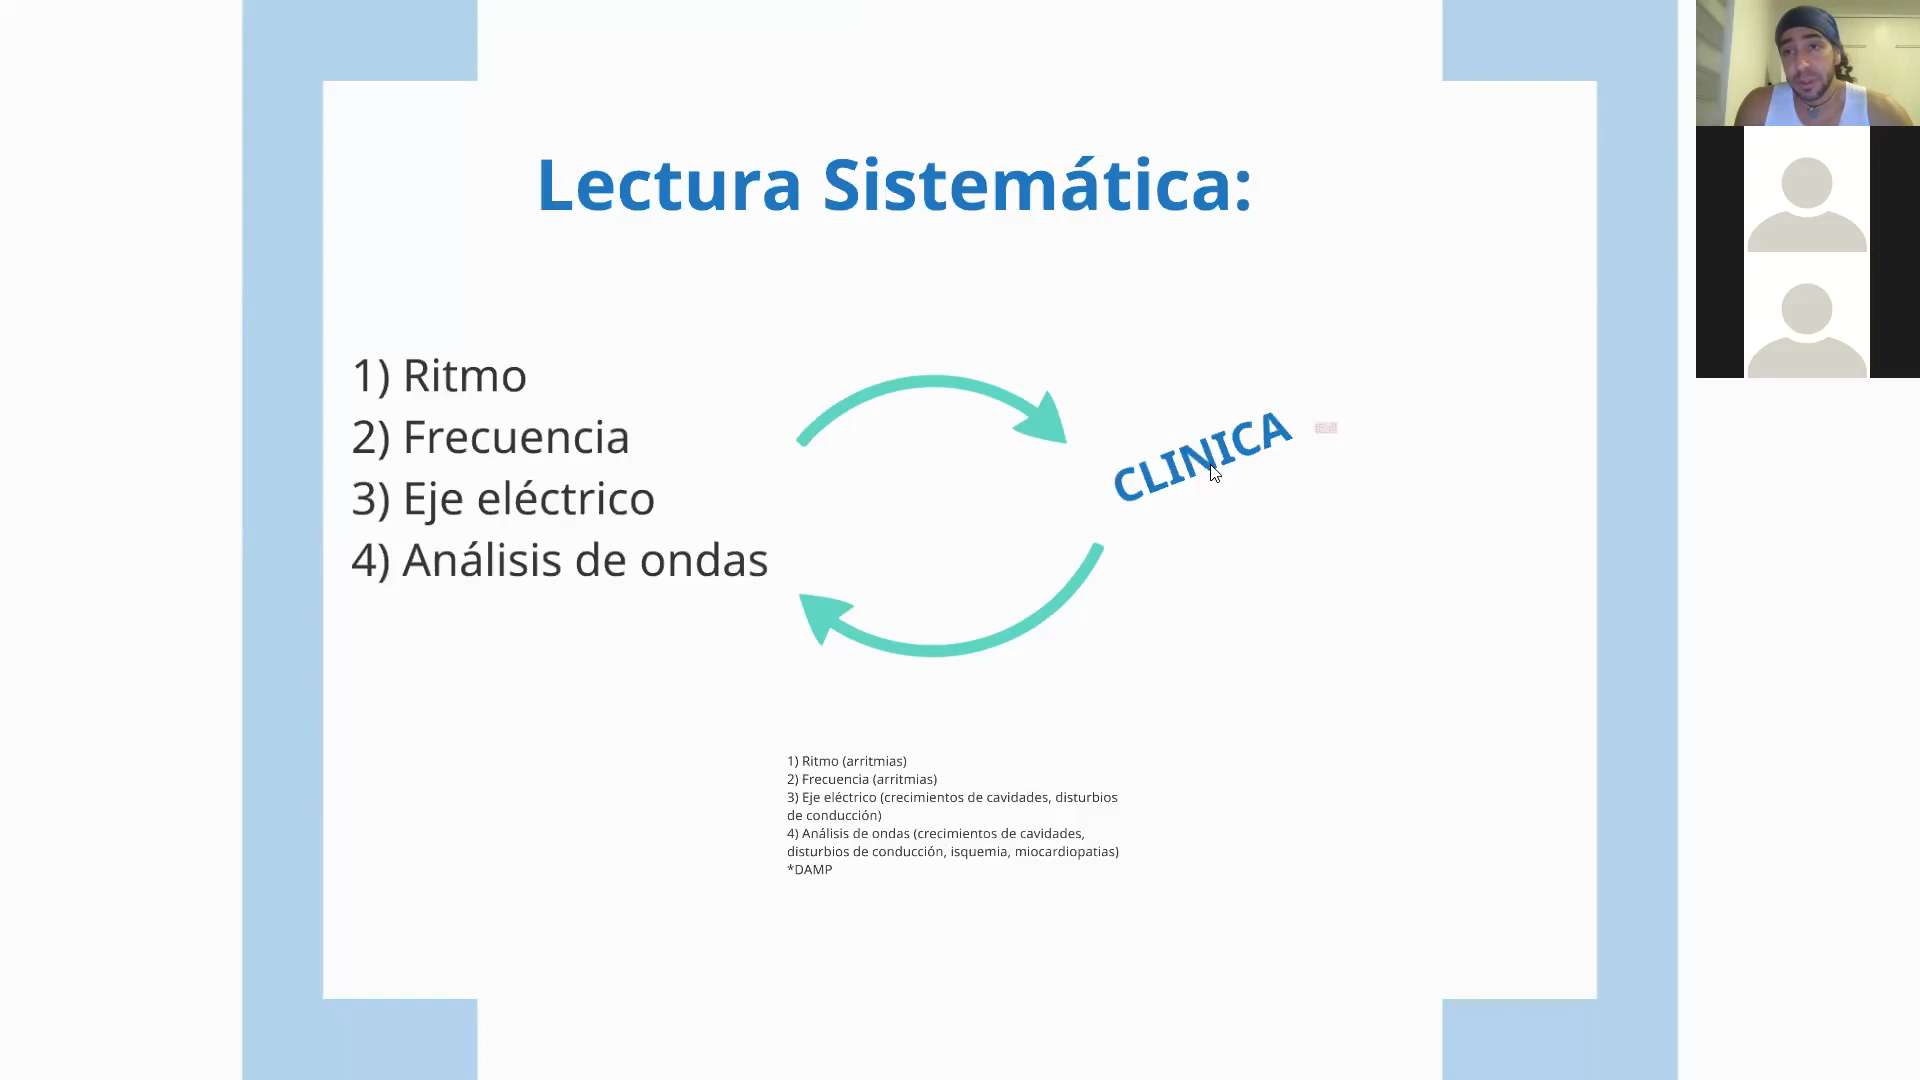 Lectura Sistemática:
1) Ritmo
2) Frecuencia
3) Eje eléctrico
4) Análisis de ondas
CLINICA
1) Ritmo (arritmias)
2) Frecuencia (arritmias)
3) Eje eléctrico (crecimientos de cavidades, disturbios
de conducción)
4) Análisis de ondas (crecimientos de cavidades,
disturbios de conducción, isquemia, miocardiopatias)
*DAMP